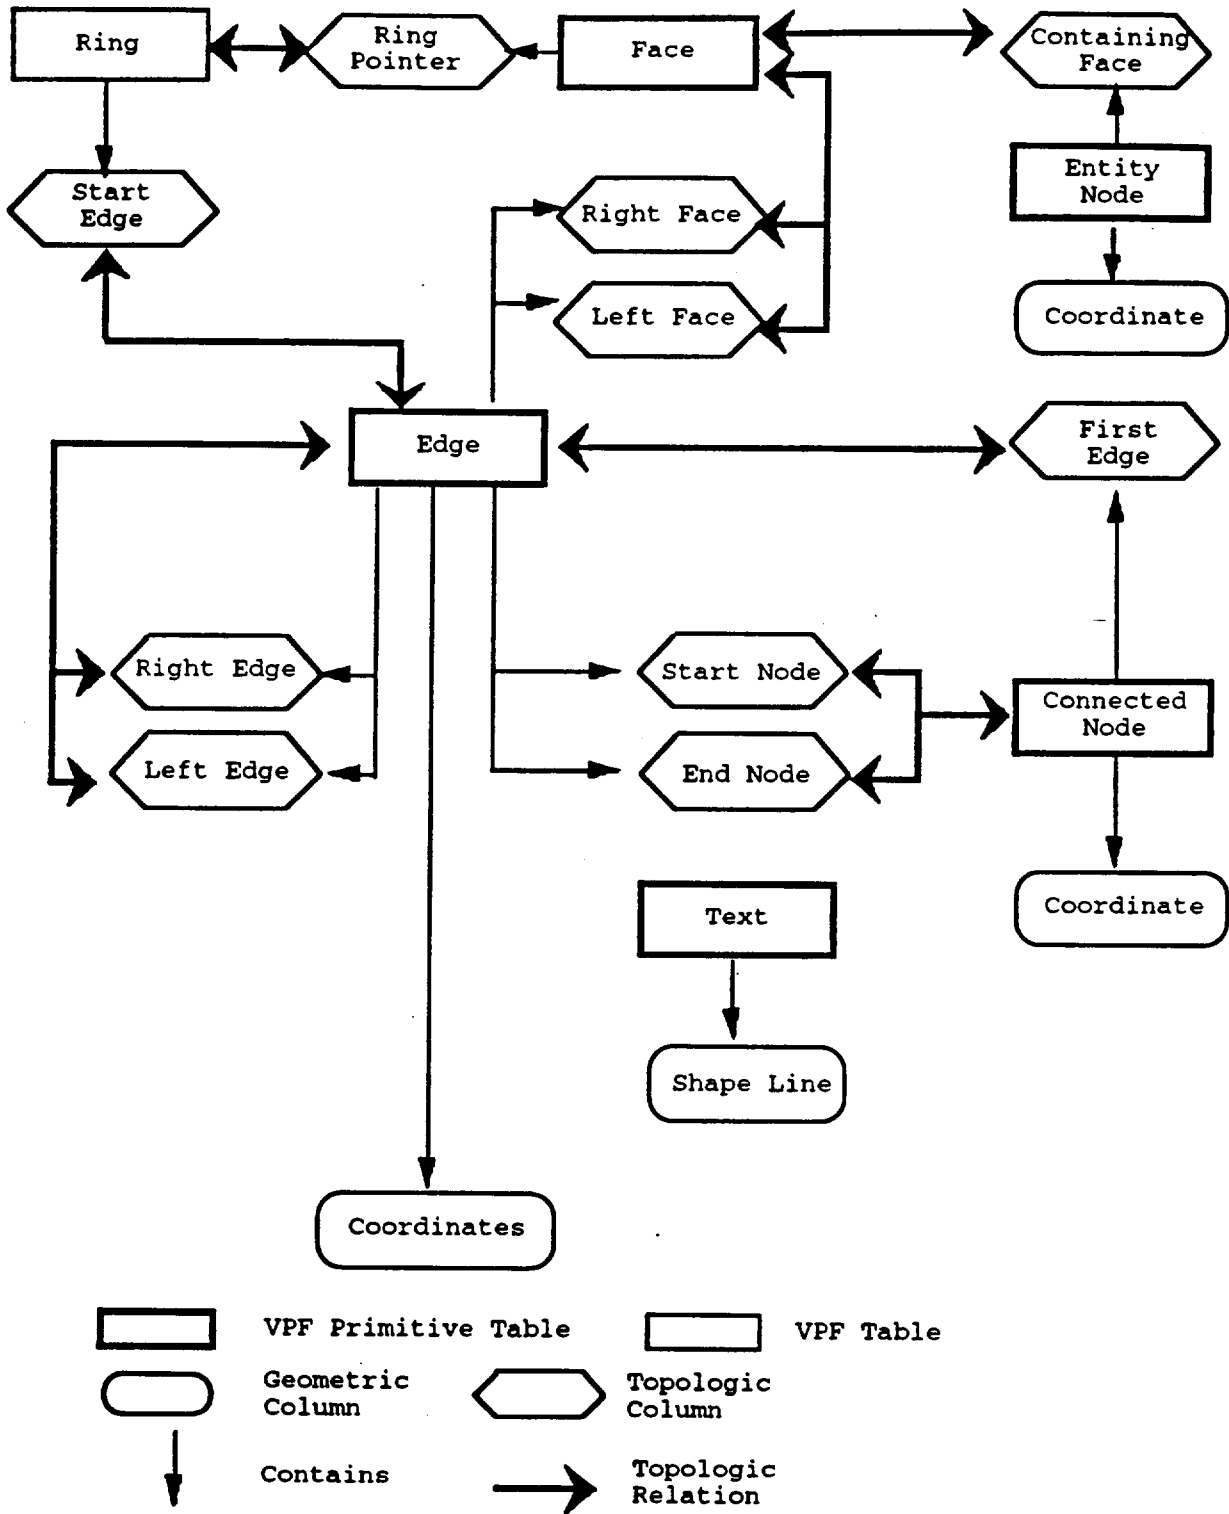 Ring
Ring
Pointer
Face
Containing
Face
Start
Edge
Right Face
Entity
Node
Left Face
Coordinate
Edge
First
Edge
Right Edge
Start Node
Connected
Node
Left Edge
End Node
Text
Coordinate
Shape Line
Coordinates
VPF Primitive Table
VPF Table
Geometric
Column
Topologic
Column
Contains
Topologic
Relation